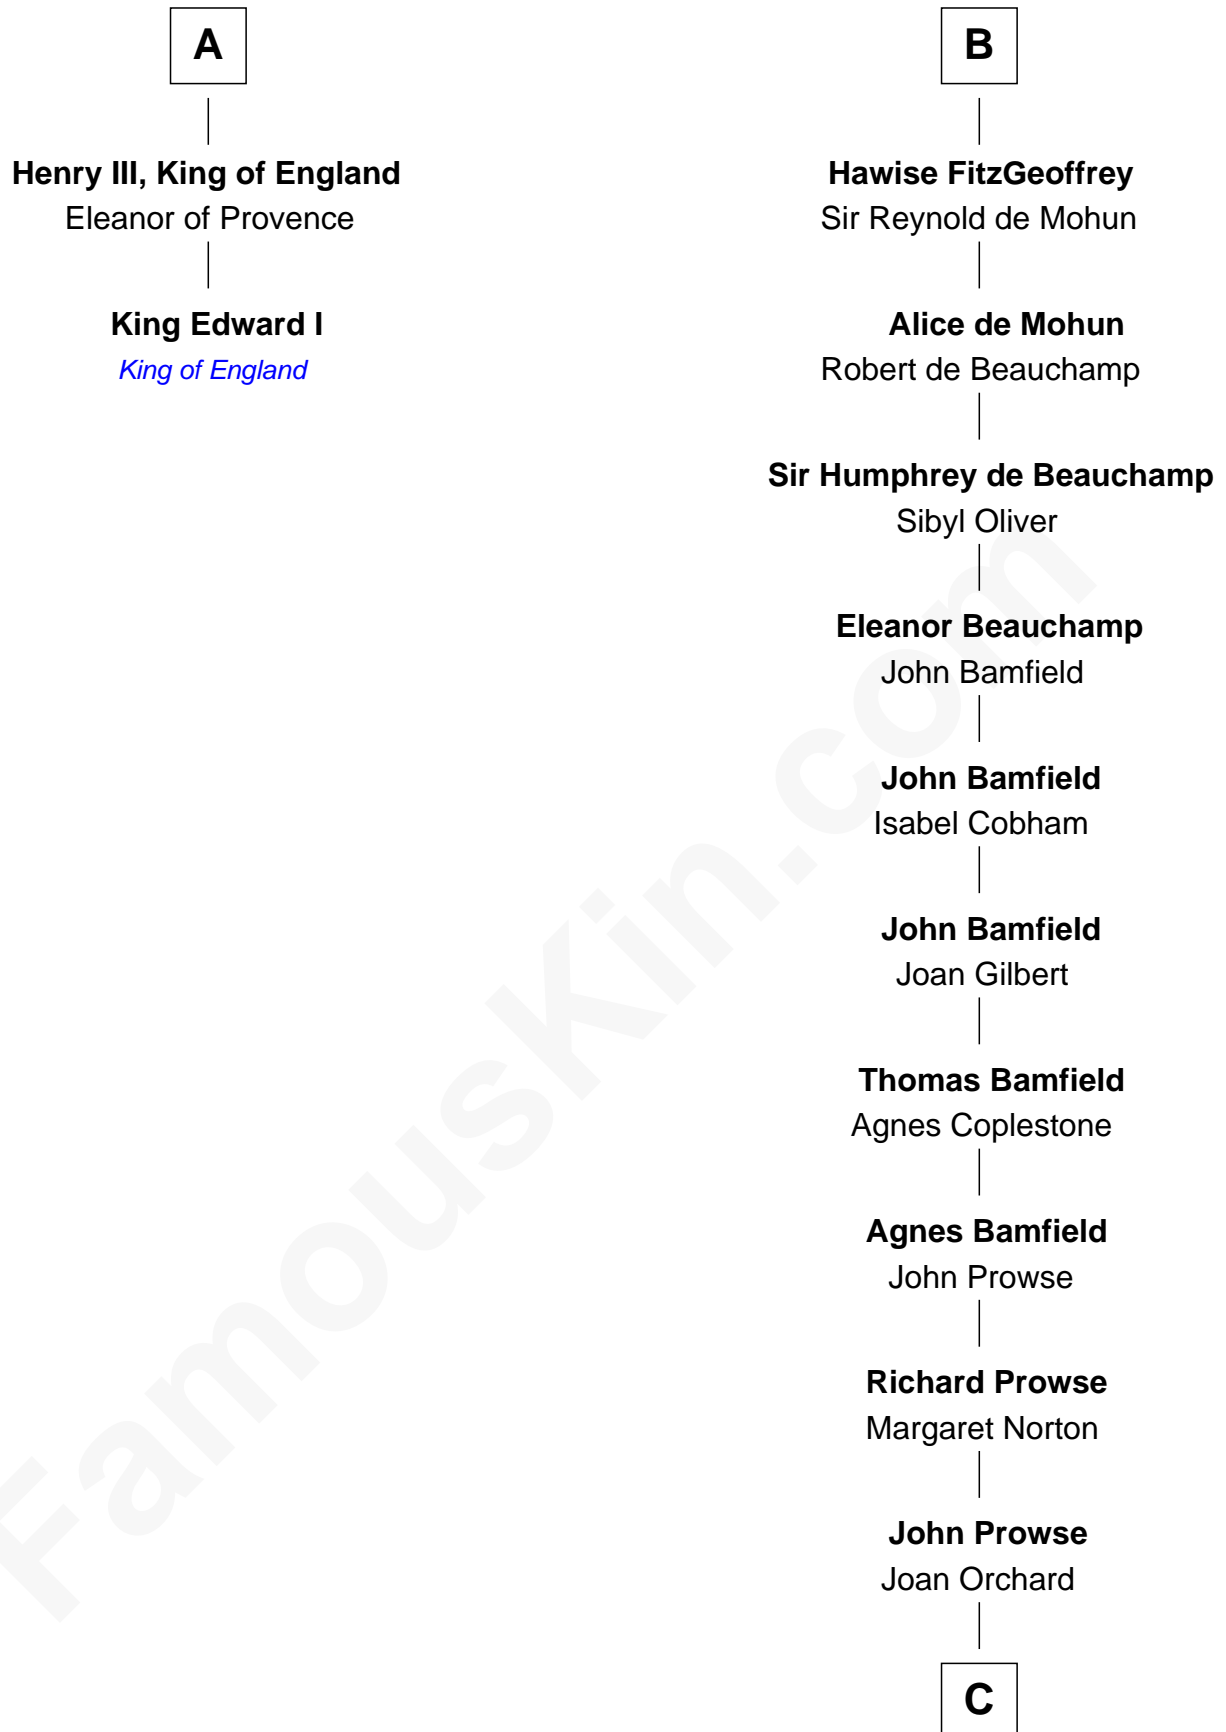 A
Henry III, King of England
Eleanor of Provence
King Edward I
King of England
B
Hawise FitzGeoffrey
Sir Reynold de Mohun
Alice de Mohun
Robert de Beauchamp
Sir Humphrey de Beauchamp
Sibyl Oliver
Eleanor Beauchamp
John Bamfield
John Bamfield
Isabel Cobham
John Bamfield
Joan Gilbert
Thomas Bamfield
Agnes Coplestone
Agnes Bamfield
John Prowse
Richard Prowse
Margaret Norton
John Prowse
Joan Orchard
C
FamousKin.com